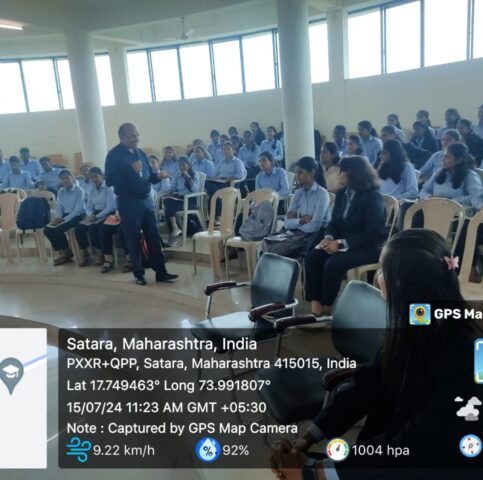 GPS Ma
Satara, Maharashtra, India
PXXR+QPP, Satara, Maharashtra 415015, India
Lat 17.749463° Long 73.991807°
15/07/24 11:23 AM GMT +05:30
Note : Captured by GPS Map Camera
9.22 km/h 92% 1004 hpa